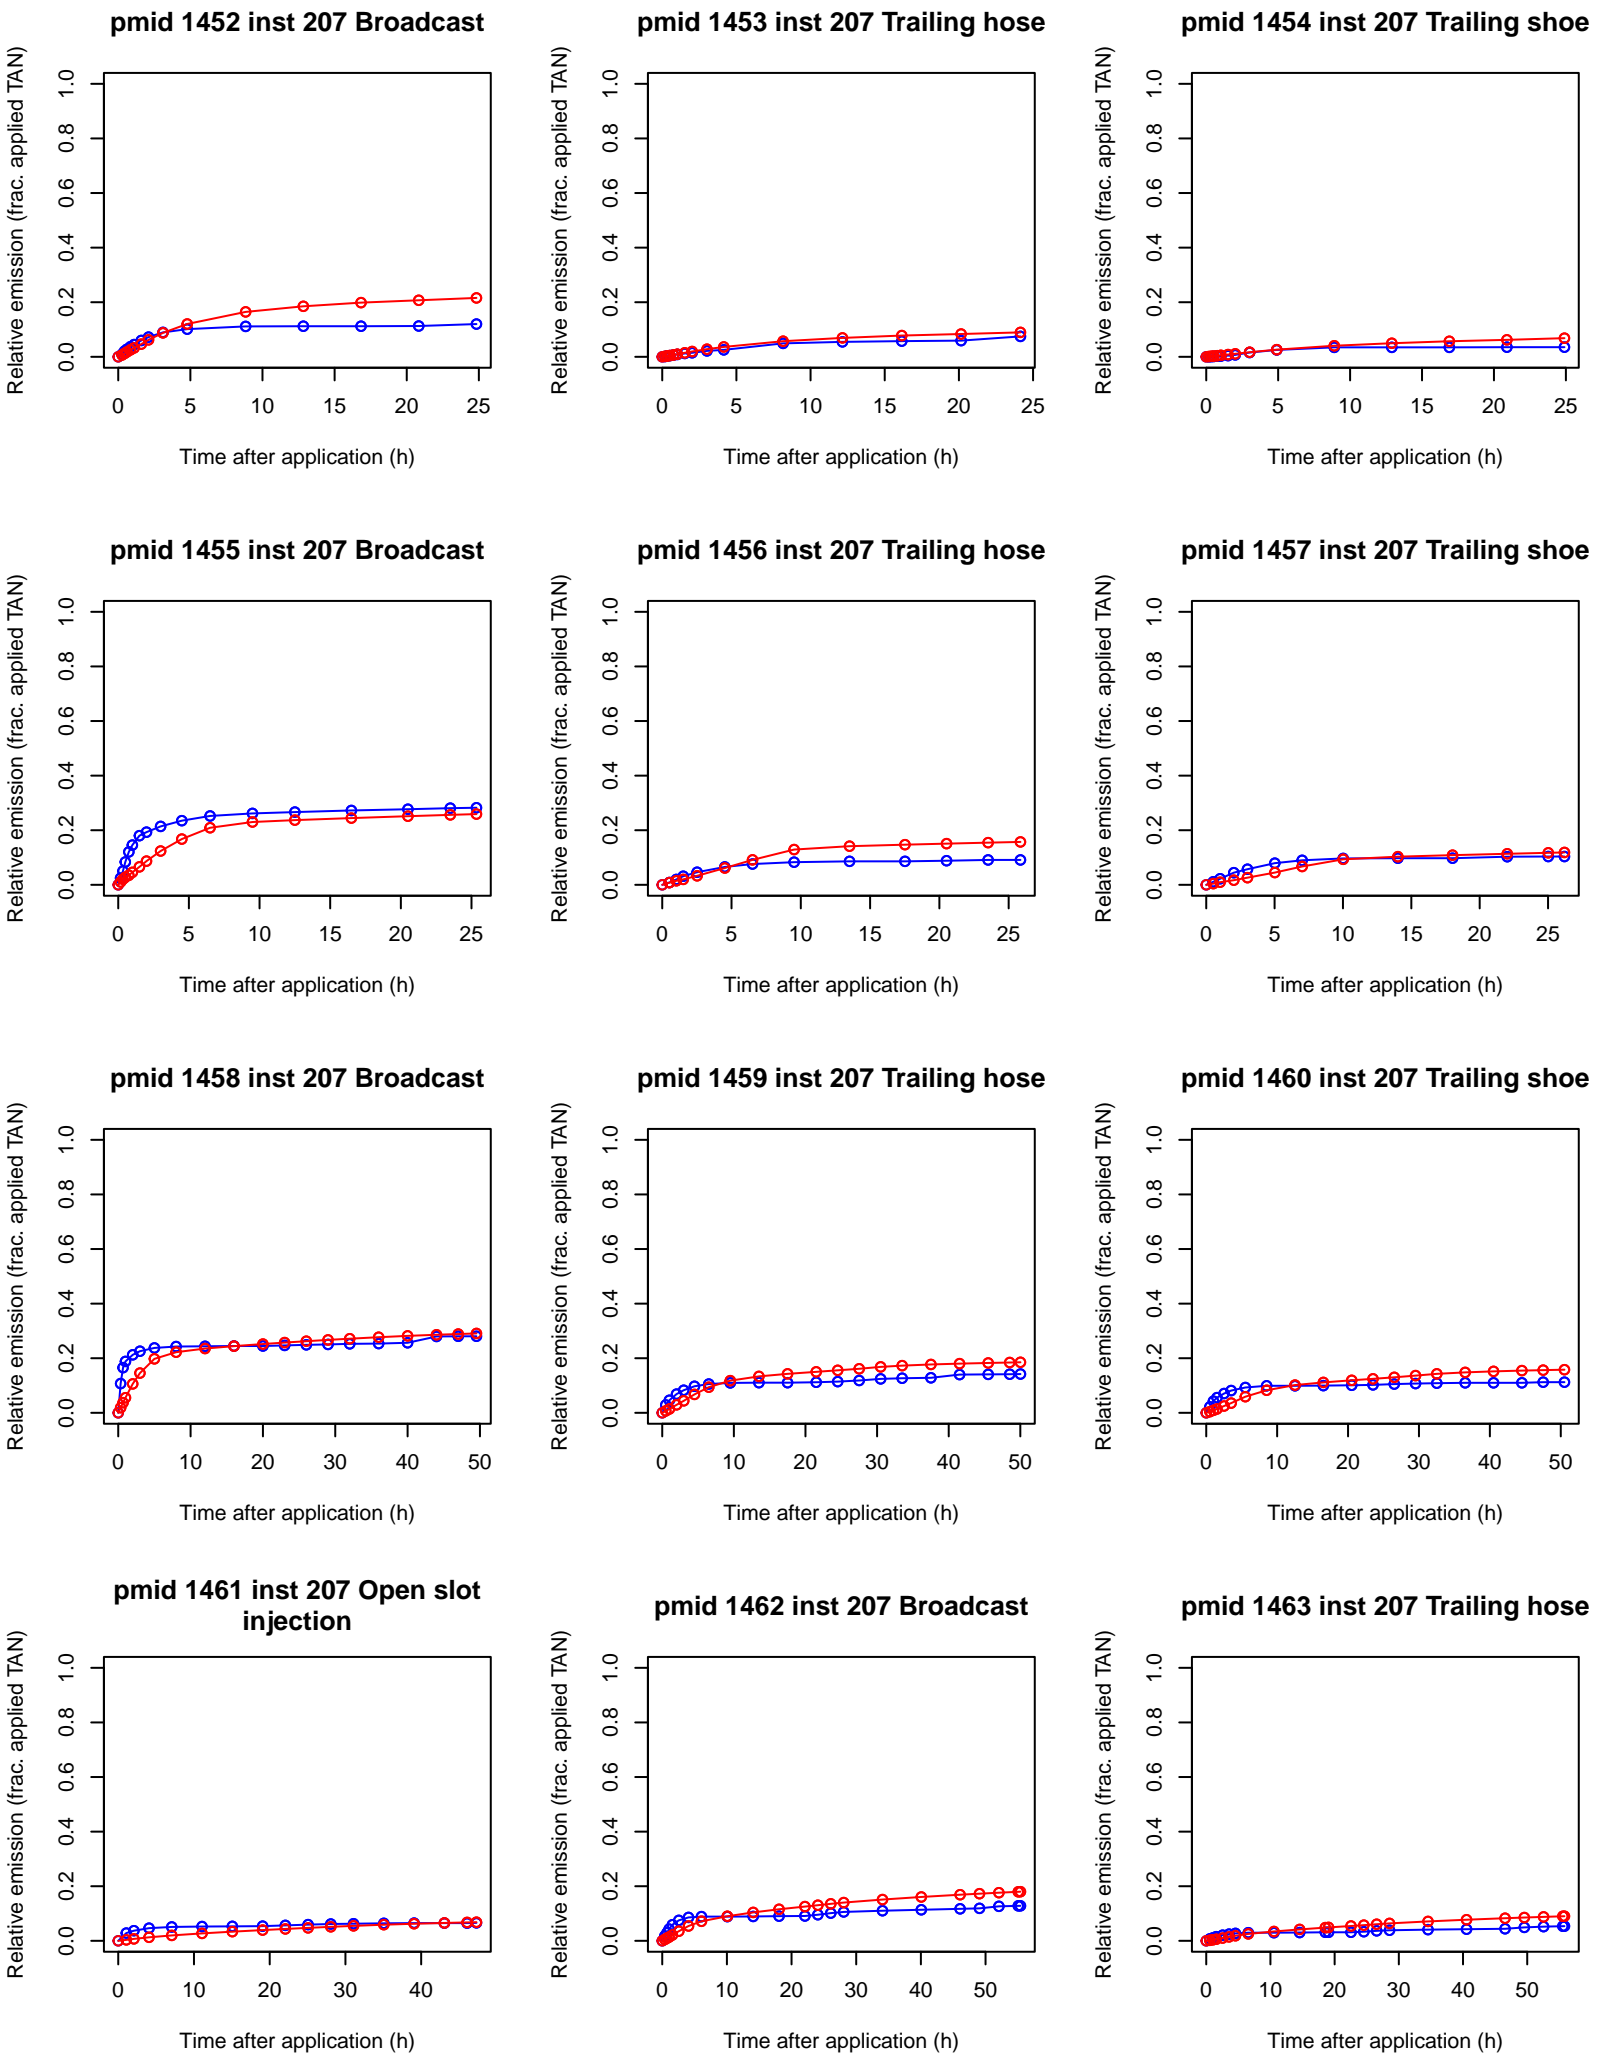 pmid 1452 inst 207 Broadcast
Relative emission (frac. applied TAN)
0.0 0.2 0.4 0.6 0.8 1.0
0 5 10 15 20 25
Time after application (h)
pmid 1453 inst 207 Trailing hose
Relative emission (frac. applied TAN)
0.0 0.2 0.4 0.6 0.8 1.0
0 5 10 15 20 25
Time after application (h)
pmid 1454 inst 207 Trailing shoe
Relative emission (frac. applied TAN)
0.0 0.2 0.4 0.6 0.8 1.0
0 5 10 15 20 25
Time after application (h)
pmid 1455 inst 207 Broadcast
Relative emission (frac. applied TAN)
0.0 0.2 0.4 0.6 0.8 1.0
0 5 10 15 20 25
Time after application (h)
pmid 1456 inst 207 Trailing hose
Relative emission (frac. applied TAN)
0.0 0.2 0.4 0.6 0.8 1.0
0 5 10 15 20 25
Time after application (h)
pmid 1457 inst 207 Trailing shoe
Relative emission (frac. applied TAN)
0.0 0.2 0.4 0.6 0.8 1.0
0 5 10 15 20 25
Time after application (h)
pmid 1458 inst 207 Broadcast
Relative emission (frac. applied TAN)
0.0 0.2 0.4 0.6 0.8 1.0
0 10 20 30 40 50
Time after application (h)
pmid 1459 inst 207 Trailing hose
Relative emission (frac. applied TAN)
0.0 0.2 0.4 0.6 0.8 1.0
0 10 20 30 40 50
Time after application (h)
pmid 1460 inst 207 Trailing shoe
Relative emission (frac. applied TAN)
0.0 0.2 0.4 0.6 0.8 1.0
0 10 20 30 40 50
Time after application (h)
pmid 1461 inst 207 Open slot
injection
Relative emission (frac. applied TAN)
0.0 0.2 0.4 0.6 0.8 1.0
0 10 20 30 40
Time after application (h)
pmid 1462 inst 207 Broadcast
Relative emission (frac. applied TAN)
0.0 0.2 0.4 0.6 0.8 1.0
0 10 20 30 40 50
Time after application (h)
pmid 1463 inst 207 Trailing hose
Relative emission (frac. applied TAN)
0.0 0.2 0.4 0.6 0.8 1.0
0 10 20 30 40 50
Time after application (h)